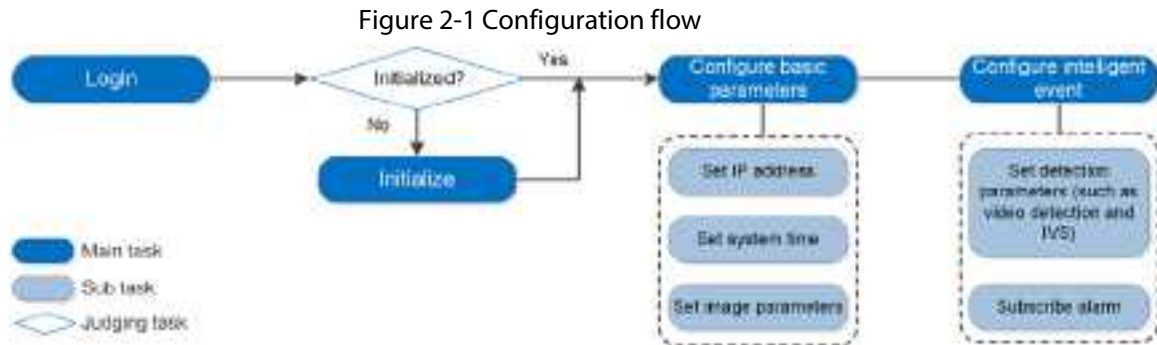 Figure 2-1 Configuration flow
Login
Initialized?
Yes
No
Initialize
Configure basic
parameters
Set IP address
Set system time
Set image parameters
Configure intelligent
event
Set detection
parameters (such as
video detection and
IVS)
Subscribe alarm
Main task
Sub task
Judging task